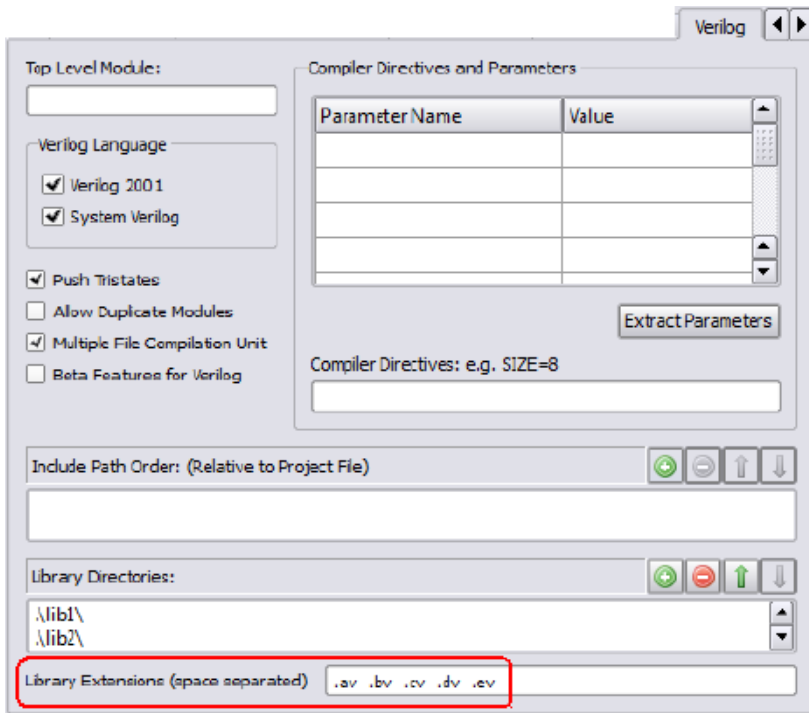 Verilog
Top Level Module:
Compiler Directives and Parameters
Parameter Name Value
Verilog Language
Verilog 2001
System Verilog
Push Tristates
Allow Duplicate Modules
Multiple File Compilation Unit
Beta Features for Verilog
Extract Parameters
Compiler Directives: e.g. SIZE=8
Include Path Order: (Relative to Project File)
Library Directories:
.\lib1\
.\lib2\
Library Extensions (space separated) .av .bv .cv .dv .ev